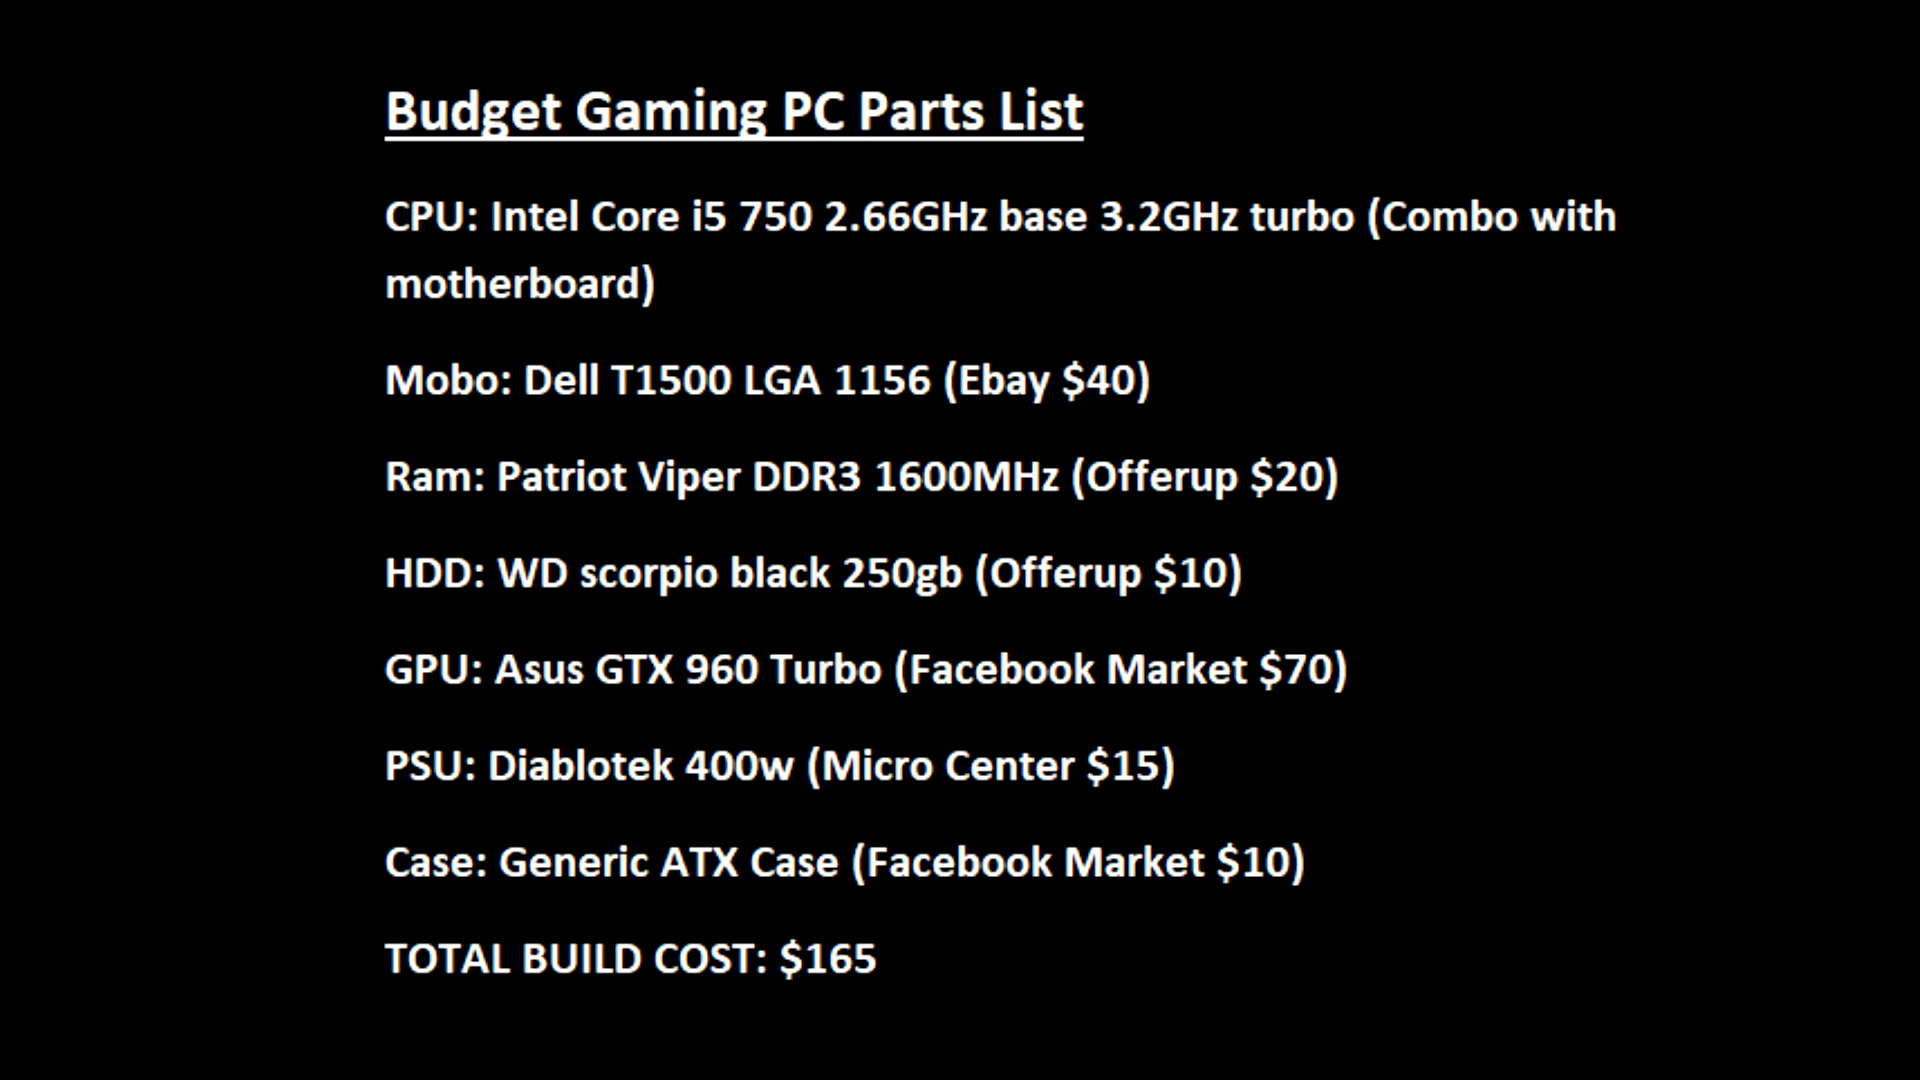 Budget Gaming PC Parts List
CPU: Intel Core i5 750 2.66GHz base 3.2GHz turbo (Combo with
motherboard)
Mobo: Dell T1500 LGA 1156 (Ebay $40)
Ram: Patriot Viper DDR3 1600MHz (Offerup $20)
HDD: WD scorpio black 250gb (Offerup $10)
GPU: Asus GTX 960 Turbo (Facebook Market $70)
PSU: Diablotek 400w (Micro Center $15)
Case: Generic ATX Case (Facebook Market $10)
TOTAL BUILD COST: $165